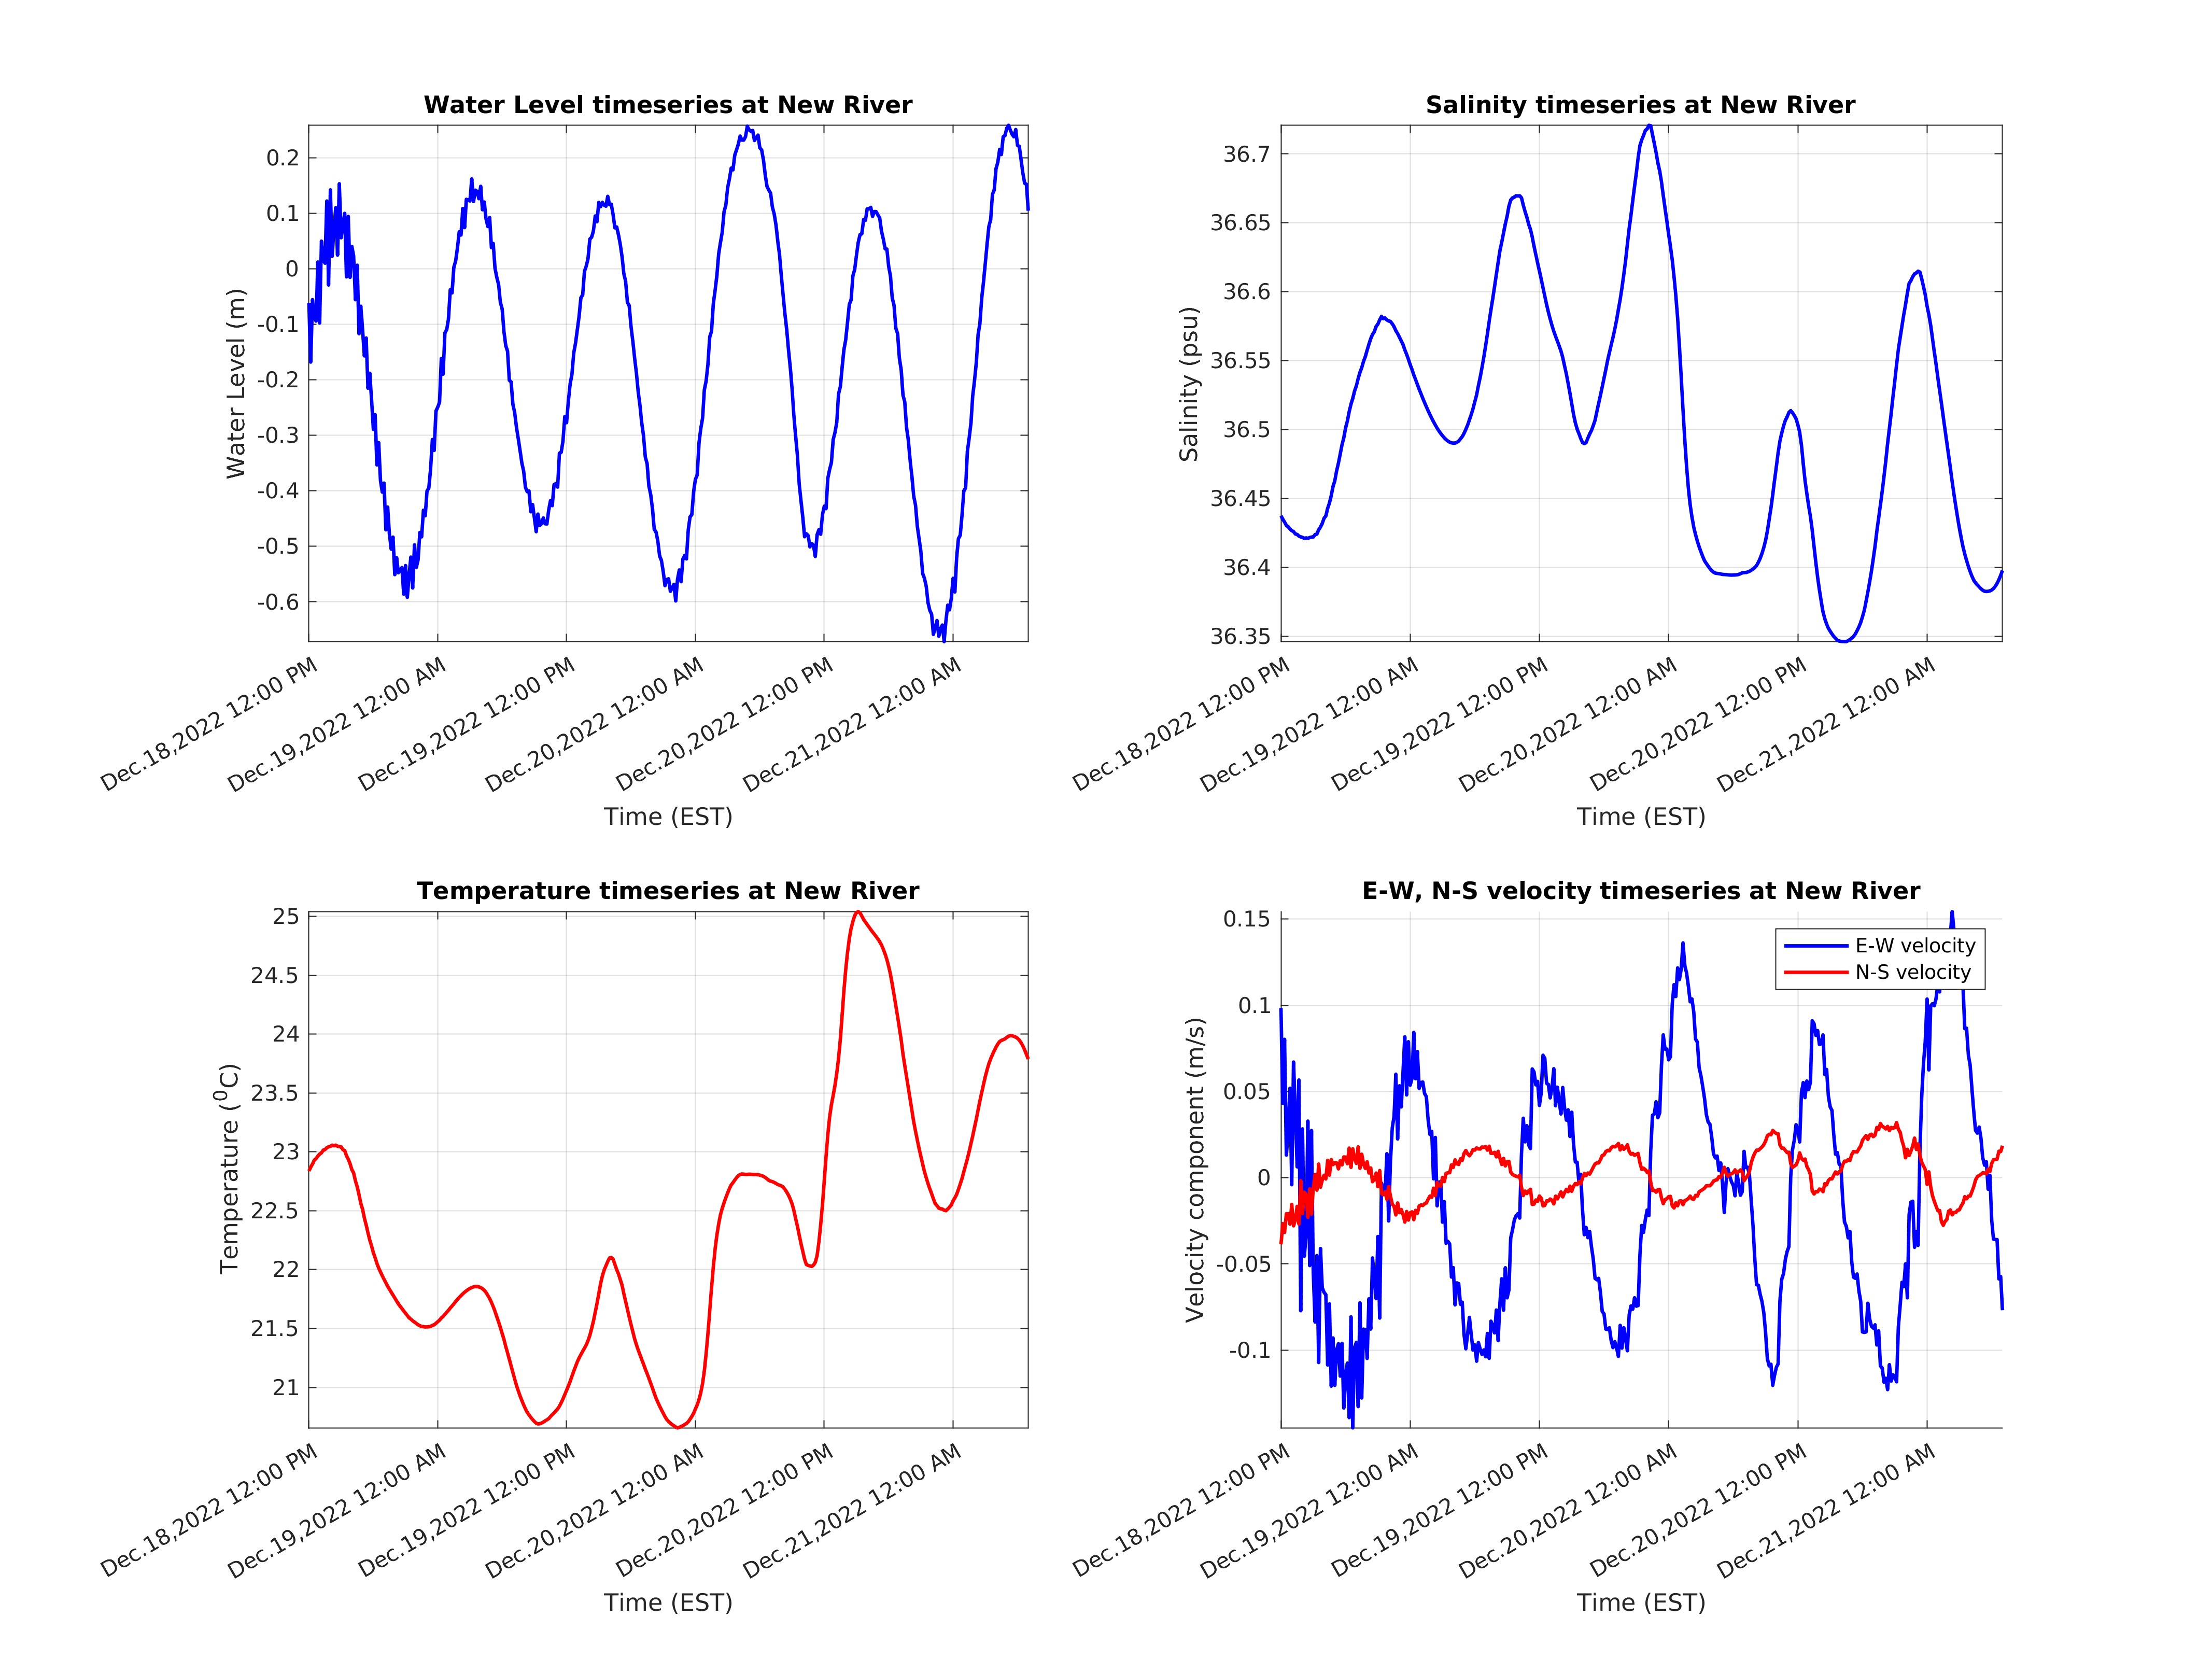 Water Level timeseries at New River
Water Level (m)
0.2
0.1
0
-0.1
-0.2
-0.3
-0.4
-0.5
-0.6
Dec.18,2022 12:00 PM
Dec.19,2022 12:00 AM
Dec.19,2022 12:00 PM
Dec.20,2022 12:00 AM
Dec.20,2022 12:00 PM
Dec.21,2022 12:00 AM
Time (EST)
Salinity timeseries at New River
Salinity (psu)
36.7
36.65
36.6
36.55
36.5
36.45
36.4
36.35
Dec.18,2022 12:00 PM
Dec.19,2022 12:00 AM
Dec.19,2022 12:00 PM
Dec.20,2022 12:00 AM
Dec.20,2022 12:00 PM
Dec.21,2022 12:00 AM
Time (EST)
Temperature timeseries at New River
Temperature (⁰C)
25
24.5
24
23.5
23
22.5
22
21.5
21
Dec.18,2022 12:00 PM
Dec.19,2022 12:00 AM
Dec.19,2022 12:00 PM
Dec.20,2022 12:00 AM
Dec.20,2022 12:00 PM
Dec.21,2022 12:00 AM
Time (EST)
E-W, N-S velocity timeseries at New River
Velocity component (m/s)
0.15
0.1
0.05
0
-0.05
-0.1
E-W velocity
N-S velocity
Dec.18,2022 12:00 PM
Dec.19,2022 12:00 AM
Dec.19,2022 12:00 PM
Dec.20,2022 12:00 AM
Dec.20,2022 12:00 PM
Dec.21,2022 12:00 AM
Time (EST)